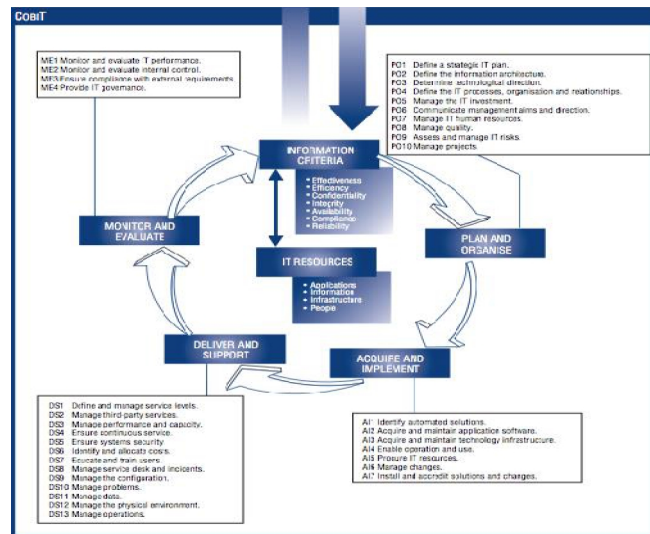 COBIT
ME1 Monitor and evaluate IT performance.
ME2 Monitor and evaluate internal control.
ME3 Ensure compliance with external requirements.
ME4 Provide IT governance.
PO1 Define a strategic IT plan.
PO2 Define the information architecture.
PO3 Determine technological direction.
PO4 Define the IT processes, organisation and relationships.
PO5 Manage the IT investment.
PO6 Communicate management aims and direction.
PO7 Manage IT human resources.
PO8 Manage quality.
PO9 Assess and manage IT risks.
PO10 Manage projects.
INFORMATION
CRITERIA
• Effectiveness
• Efficiency
• Confidentiality
• Integrity
• Availability
• Compliance
• Reliability
MONITOR AND
EVALUATE
PLAN AND
ORGANISE
IT RESOURCES
• Applications
• Information
• Infrastructure
• People
DELIVER AND
SUPPORT
ACQUIRE AND
IMPLEMENT
DS1 Define and manage service levels.
DS2 Manage third-party services.
DS3 Manage performance and capacity.
DS4 Ensure continuous service.
DS5 Ensure systems security.
DS6 Identify and allocate costs.
DS7 Educate and train users.
DS8 Manage service desk and incidents.
DS9 Manage the configuration.
DS10 Manage problems.
DS11 Manage data.
DS12 Manage the physical environment.
DS13 Manage operations.
AI1 Identify automated solutions.
AI2 Acquire and maintain application software.
AI3 Acquire and maintain technology infrastructure.
AI4 Enable operation and use.
AI5 Procure IT resources.
AI6 Manage changes.
AI7 Install and accredit solutions and changes.